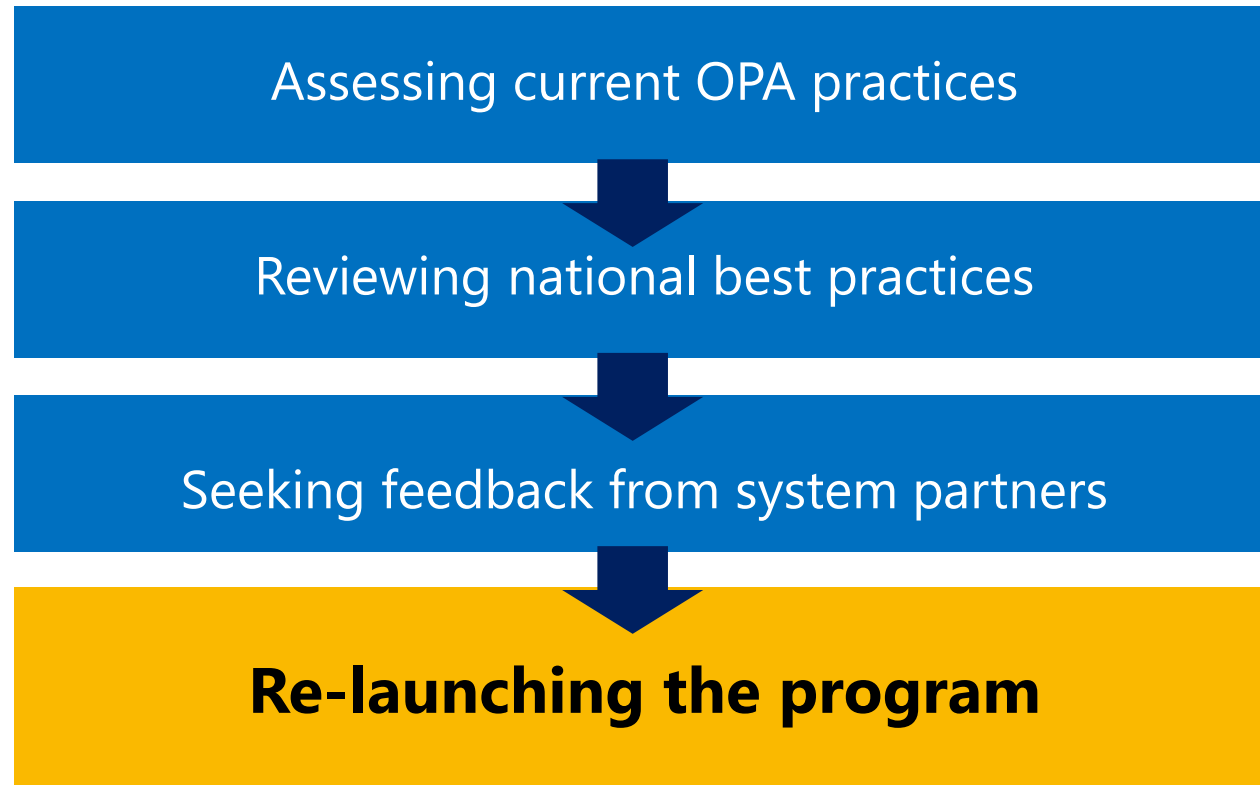 Assessing current OPA practices
Reviewing national best practices
Seeking feedback from system partners
Re-launching the program